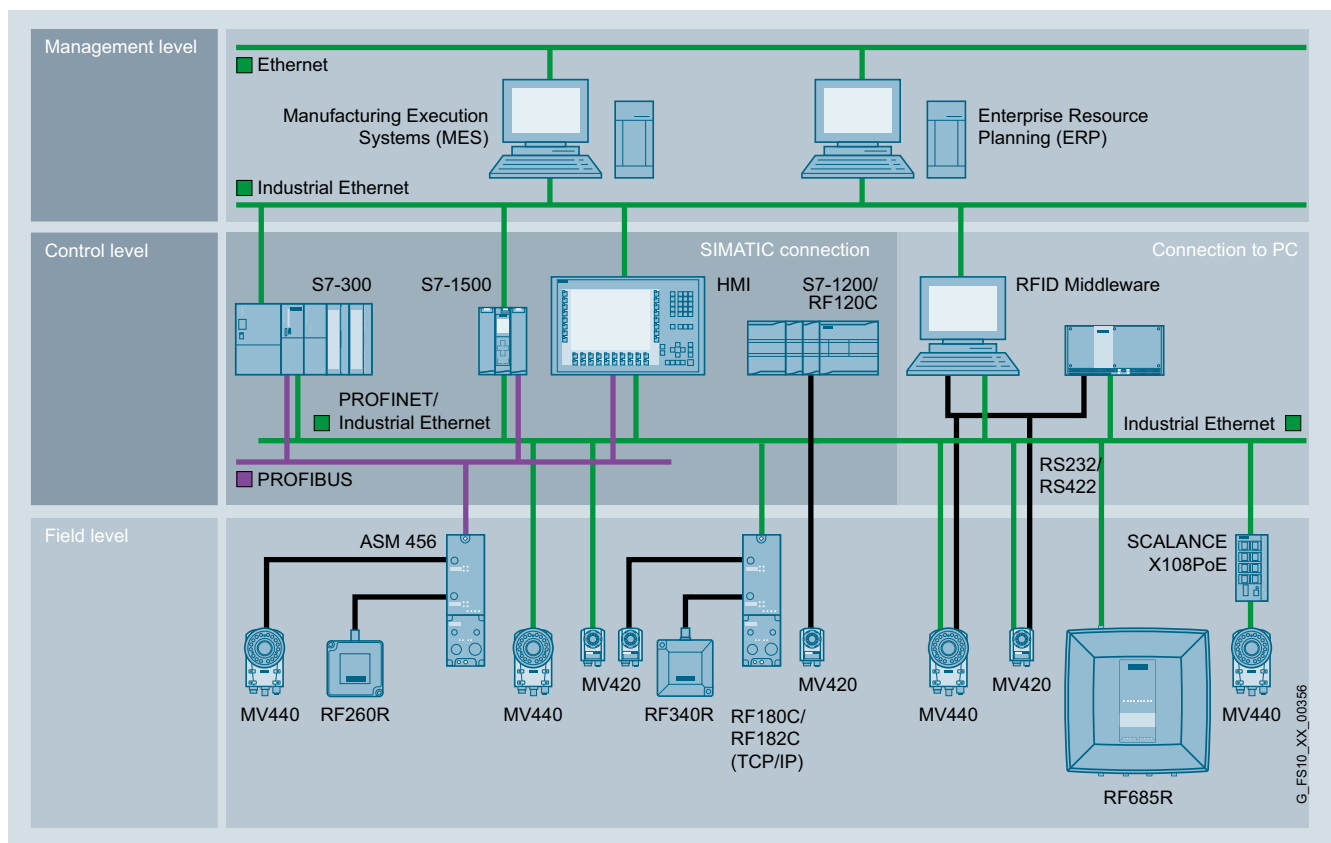 Management level
Ethernet
Manufacturing Execution
Systems (MES)
Enterprise Resource
Planning (ERP)
Industrial Ethernet
Control level
SIMATIC connection
Connection to PC
S7-300
S7-1500
HMI
S7-1200/
RF120C
RFID Middleware
PROFINET/
Industrial Ethernet
Industrial Ethernet
PROFIBUS
RS232/
RS422
Field level
ASM 456
SCALANCE
X108PoE
MV440
RF260R
MV440
MV420
RF340R
RF180C/
RF182C
(TCP/IP)
MV420
MV440
MV420
RF685R
MV440
G_FS10_XX_00356